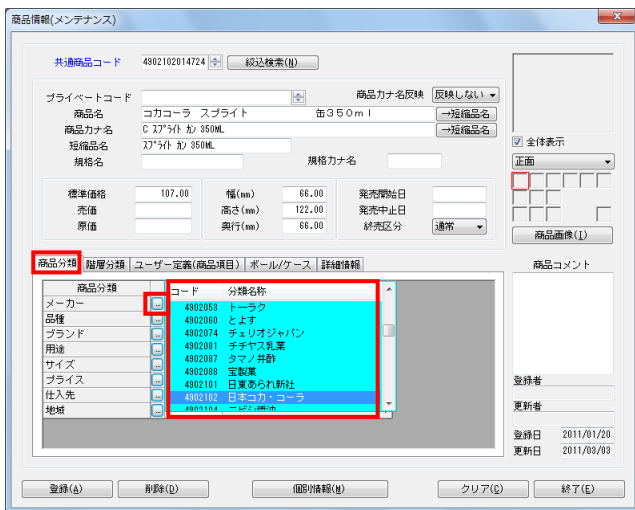 商品情報(メンテナンス)
共通商品コード 4902102014724 絞込検索(N)
プライベートコード 商品カナ名反映 反映しない
商品名 コカコーラ スプライト 缶350ml →短縮品名
商品カナ名 C スプライト カン 350ML →短縮品名
短縮品名 スプライト カン 350ML
規格名 規格カナ名
全体表示
正面
標準価格 107.00 幅(mm) 66.00 発売開始日
売価 高さ(mm) 122.00 発売中止日
原価 奥行(mm) 66.00 終売区分 通常
商品画像(I)
商品分類 階層分類 ユーザー定義(商品項目) ボール/ケース 詳細情報
商品コメント
商品分類 コード 分類名称
メーカー ... 4902053 トーラク
品種 ... 4902060 とよす
ブランド ... 4902074 チェリオジャパン
用途 ... 4902081 チチヤス乳業
サイズ ... 4902087 タマノ井酢
プライス ... 4902088 宝製菓
仕入先 ... 4902101 日東あられ新社
地域 ... 4902102 日本コカ・コーラ
4902104 ニビシ醤油
登録者
更新者
登録日 2011/01/20
更新日 2011/03/03
登録(A) 削除(D) 個別情報(M) クリア(C) 終了(E)